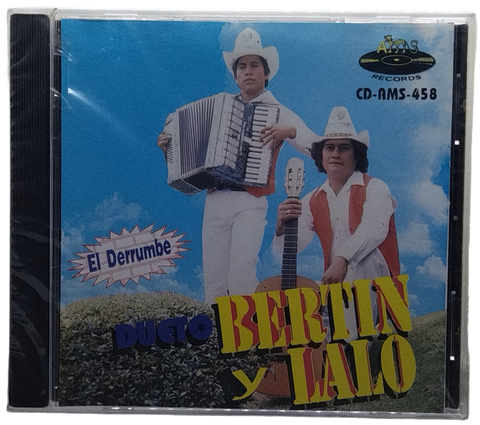 AMS
RECORDS
CD-AMS-458
El Derrumbe
DUETO BERTIN
Y LALO